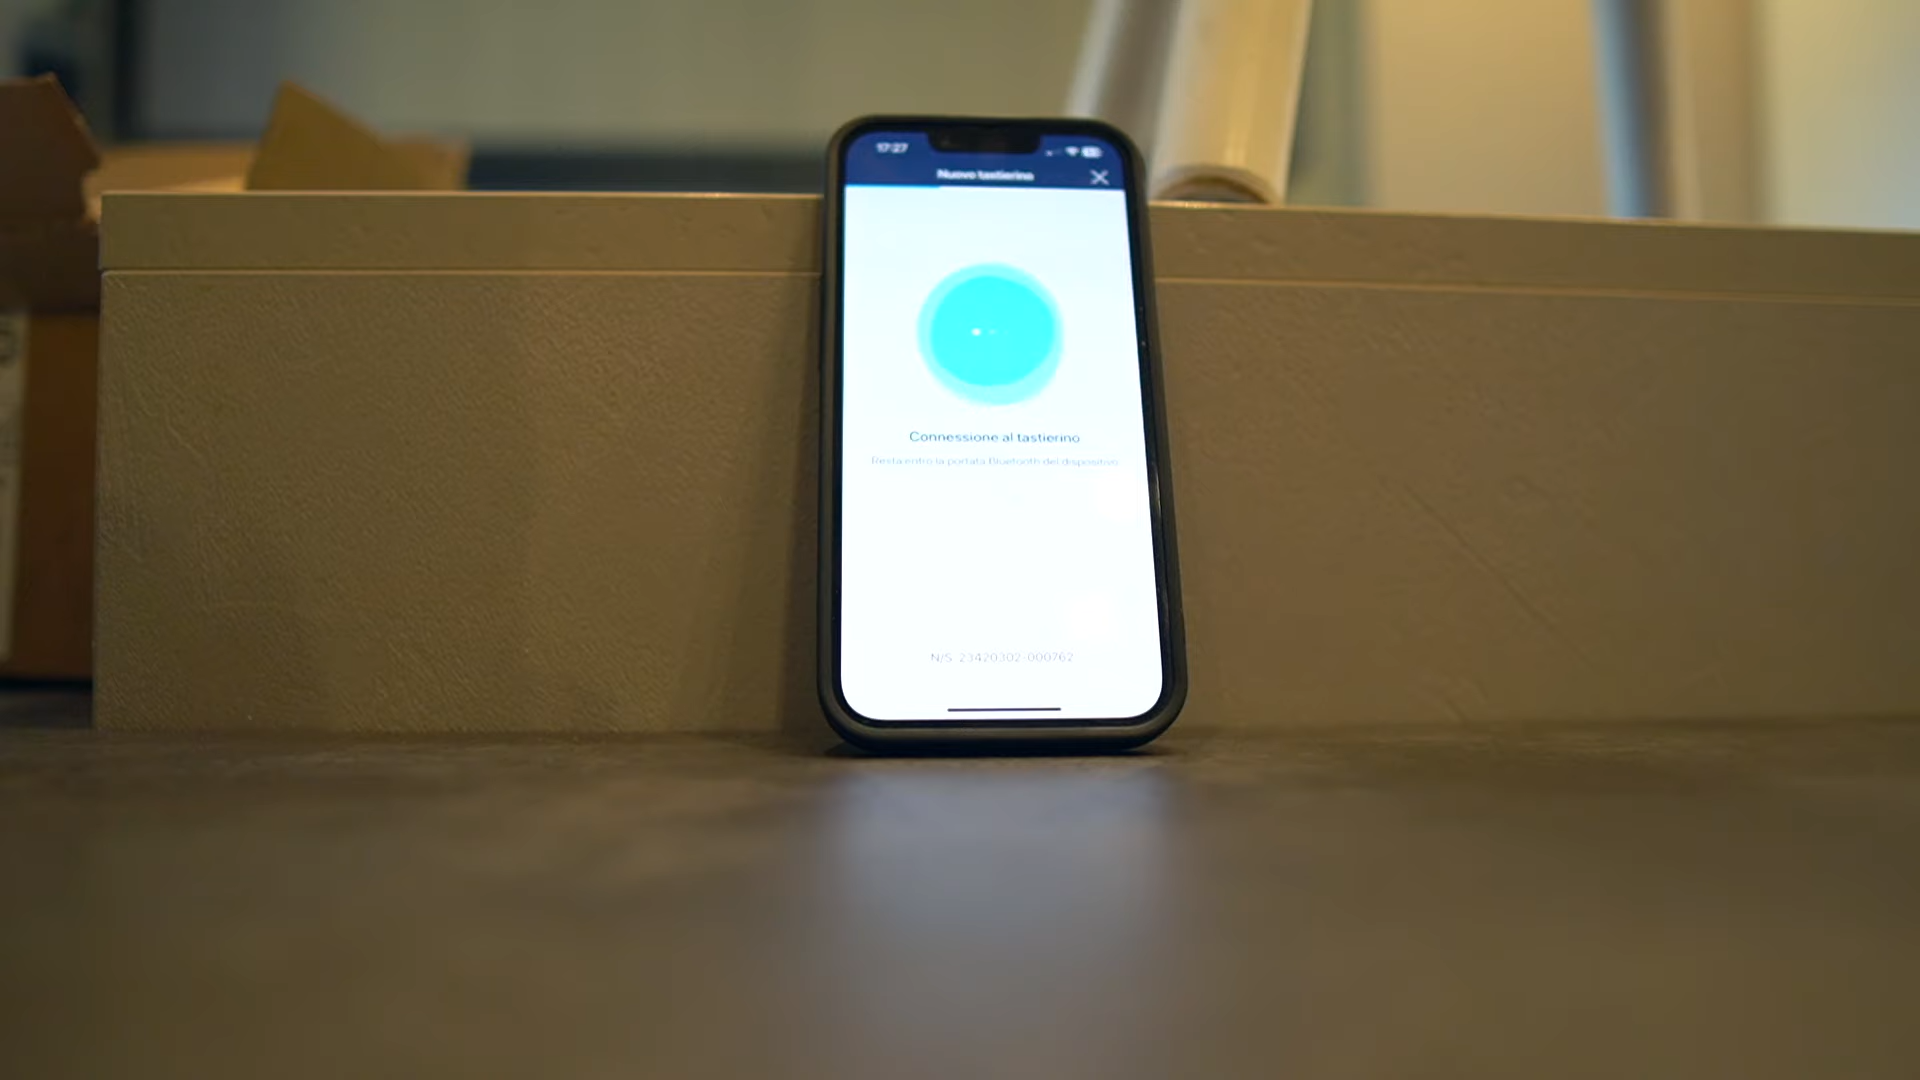 17:27
Nuovo tastierino
Connessione al tastierino
Resta entro la portata Bluetooth del dispositivo
N/S: 23420302-000762